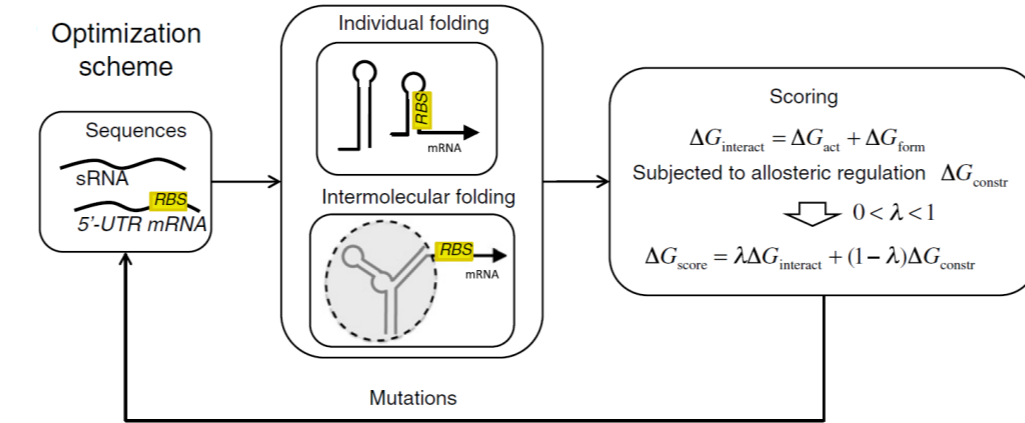 Optimization
scheme
Sequences
sRNA
RBS
5'-UTR mRNA
Individual folding
RBS
mRNA
Intermolecular folding
RBS
mRNA
Scoring
ΔG_interact = ΔG_act + ΔG_form
Subjected to allosteric regulation ΔG_constr
0 < λ < 1
ΔG_score = λΔG_interact + (1 − λ)ΔG_constr
Mutations